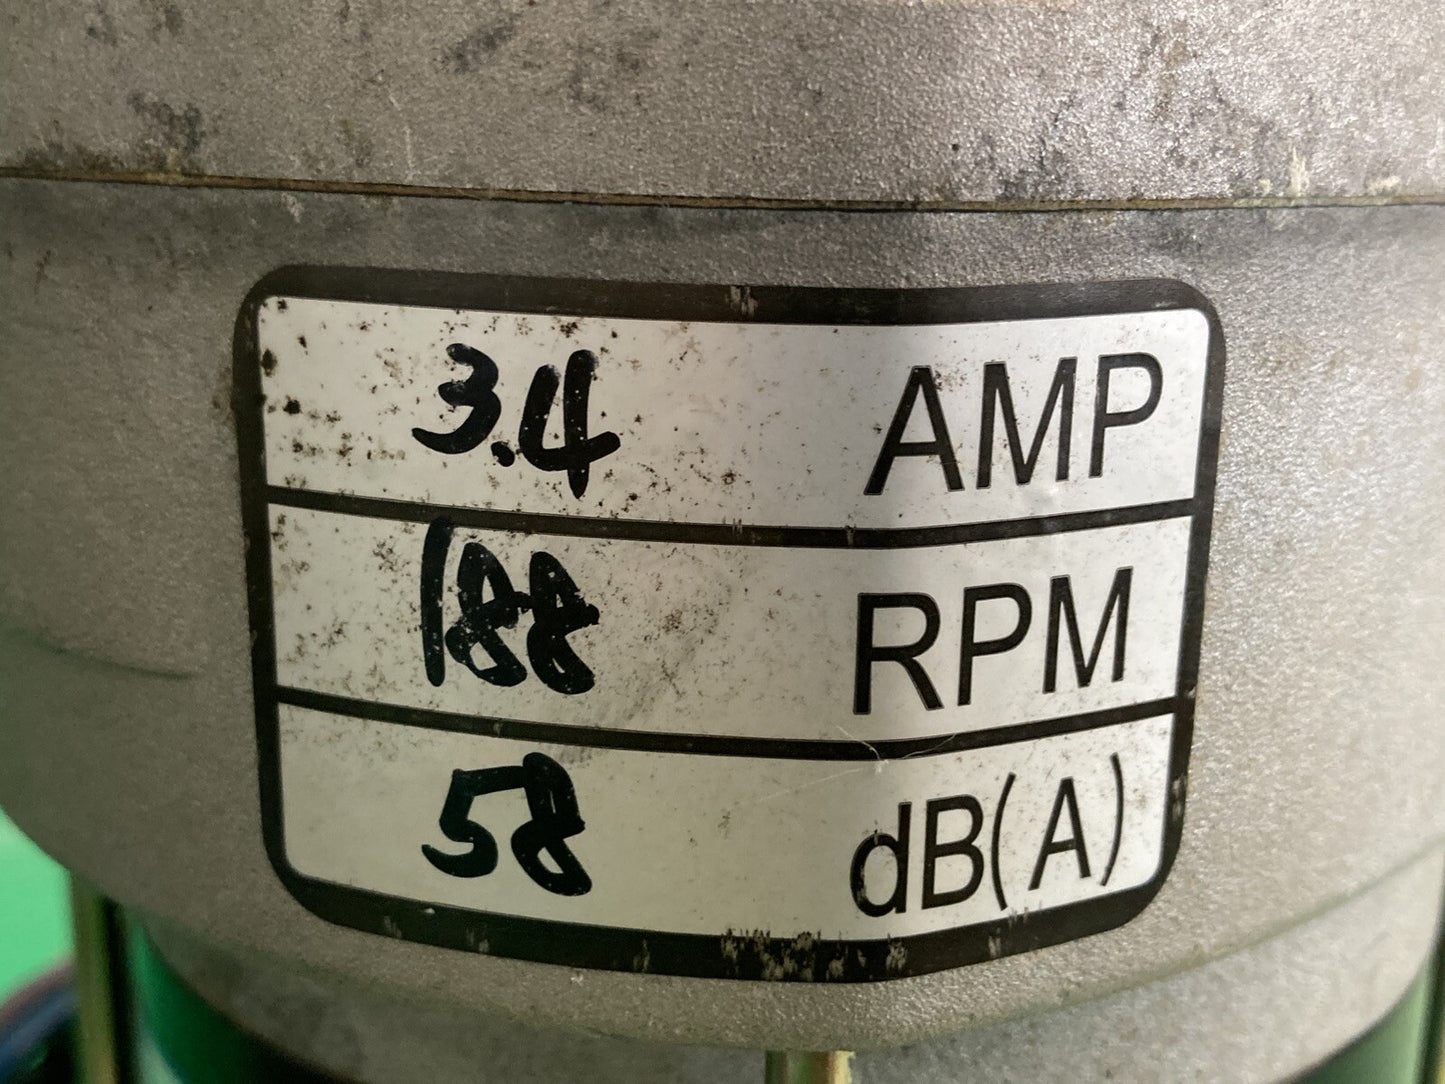 3.4 AMP
188 RPM
58 dB(A)